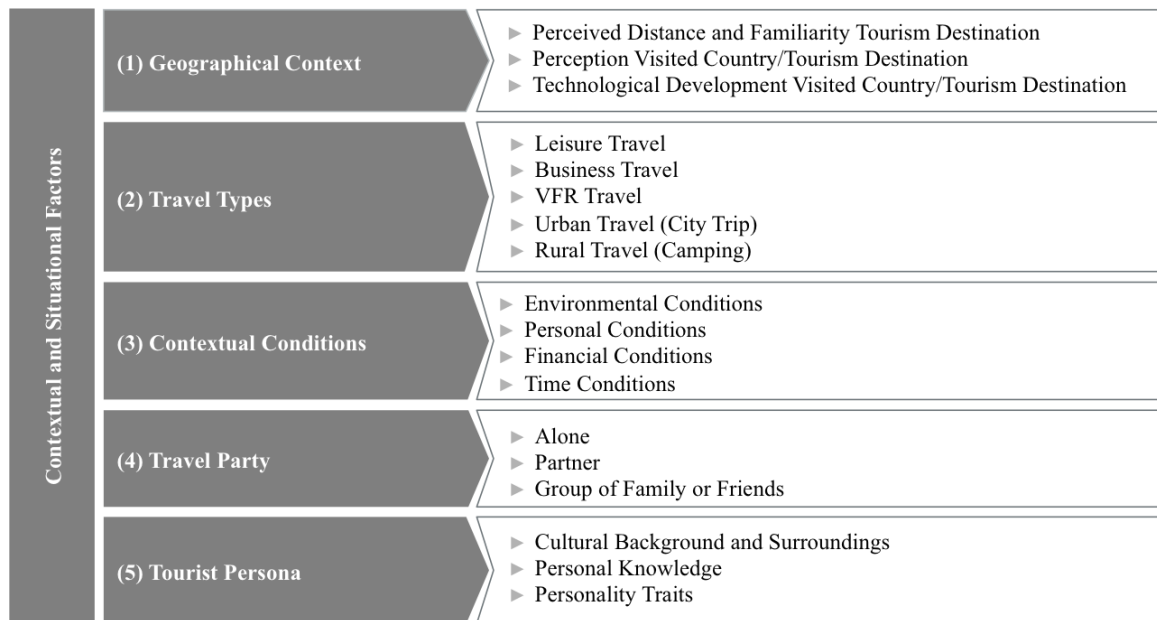 Contextual and Situational Factors
(1) Geographical Context
► Perceived Distance and Familiarity Tourism Destination
► Perception Visited Country/Tourism Destination
► Technological Development Visited Country/Tourism Destination
(2) Travel Types
► Leisure Travel
► Business Travel
► VFR Travel
► Urban Travel (City Trip)
► Rural Travel (Camping)
(3) Contextual Conditions
► Environmental Conditions
► Personal Conditions
► Financial Conditions
► Time Conditions
(4) Travel Party
► Alone
► Partner
► Group of Family or Friends
(5) Tourist Persona
► Cultural Background and Surroundings
► Personal Knowledge
► Personality Traits